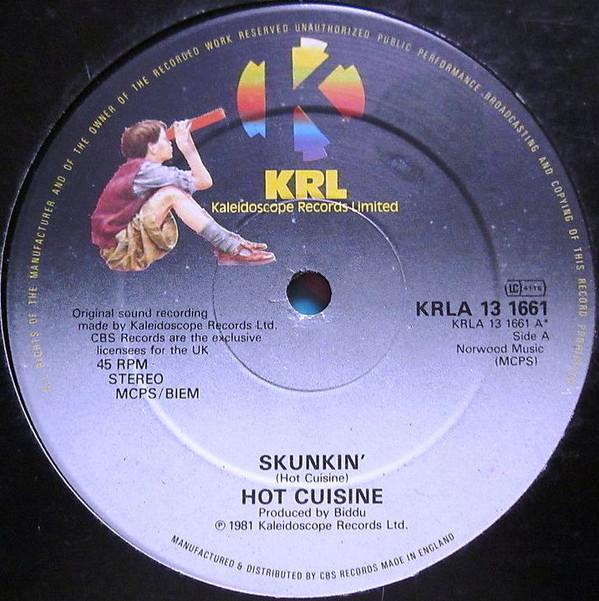 ALL RIGHTS OF THE MANUFACTURER AND OF THE OWNER OF THE RECORDED WORK RESERVED UNAUTHORIZED PUBLIC PERFORMANCE BROADCASTING AND COPYING OF THIS RECORD PROHIBITED
K
KRL
Kaleidoscope Records Limited
LC 4115
Original sound recording
made by Kaleidoscope Records Ltd.
CBS Records are the exclusive
licensees for the UK
45 RPM
STEREO
MCPS/BIEM
KRLA 13 1661
KRLA 13 1661 A*
Side A
Norwood Music
(MCPS)
SKUNKIN'
(Hot Cuisine)
HOT CUISINE
Produced by Biddu
℗ 1981 Kaleidoscope Records Ltd.
MANUFACTURED & DISTRIBUTED BY CBS RECORDS MADE IN ENGLAND